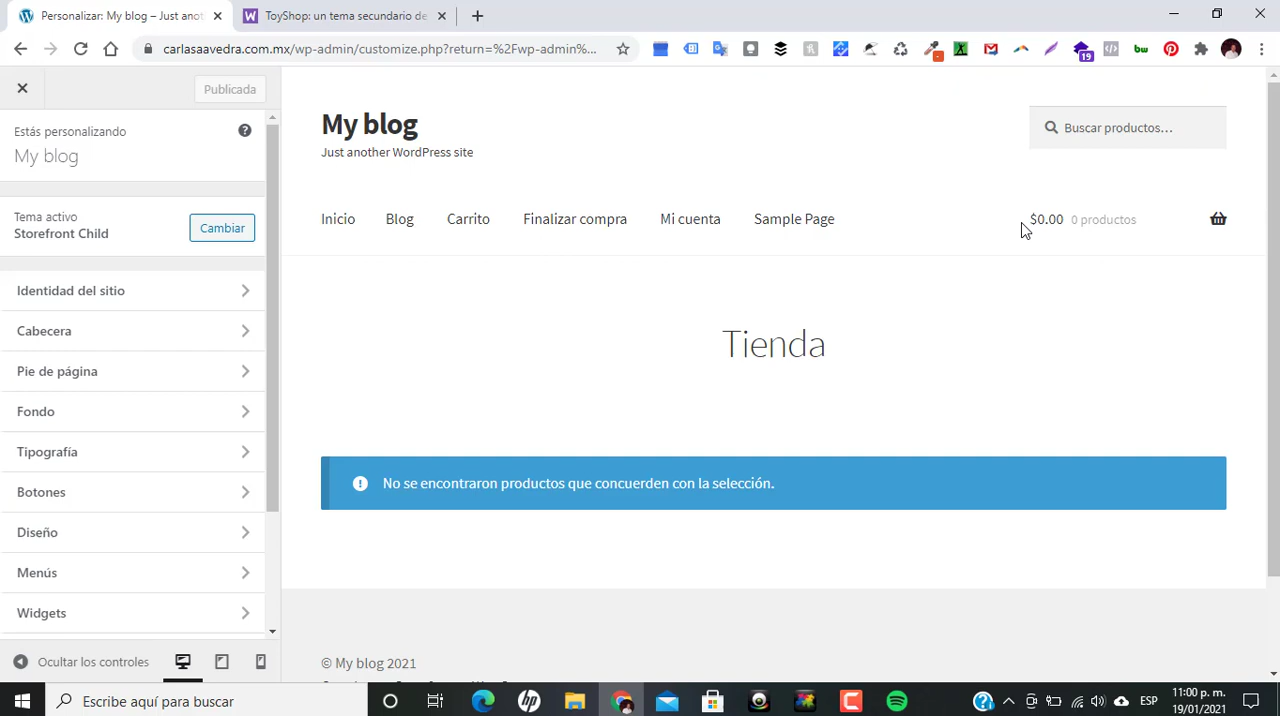 Personalizar: My blog – Just anot
ToyShop: un tema secundario de
carlasaavedra.com.mx/wp-admin/customize.php?return=%2Fwp-admin%...
19
bw
Publicada
Estás personalizando
My blog
Tema activo
Storefront Child
Cambiar
Identidad del sitio
Cabecera
Pie de página
Fondo
Tipografía
Botones
Diseño
Menús
Widgets
Ocultar los controles
My blog
Just another WordPress site
Buscar productos…
Inicio Blog Carrito Finalizar compra Mi cuenta Sample Page $0.00 0 productos
Tienda
No se encontraron productos que concuerden con la selección.
© My blog 2021
Escribe aquí para buscar
ESP
11:00 p. m.
19/01/2021